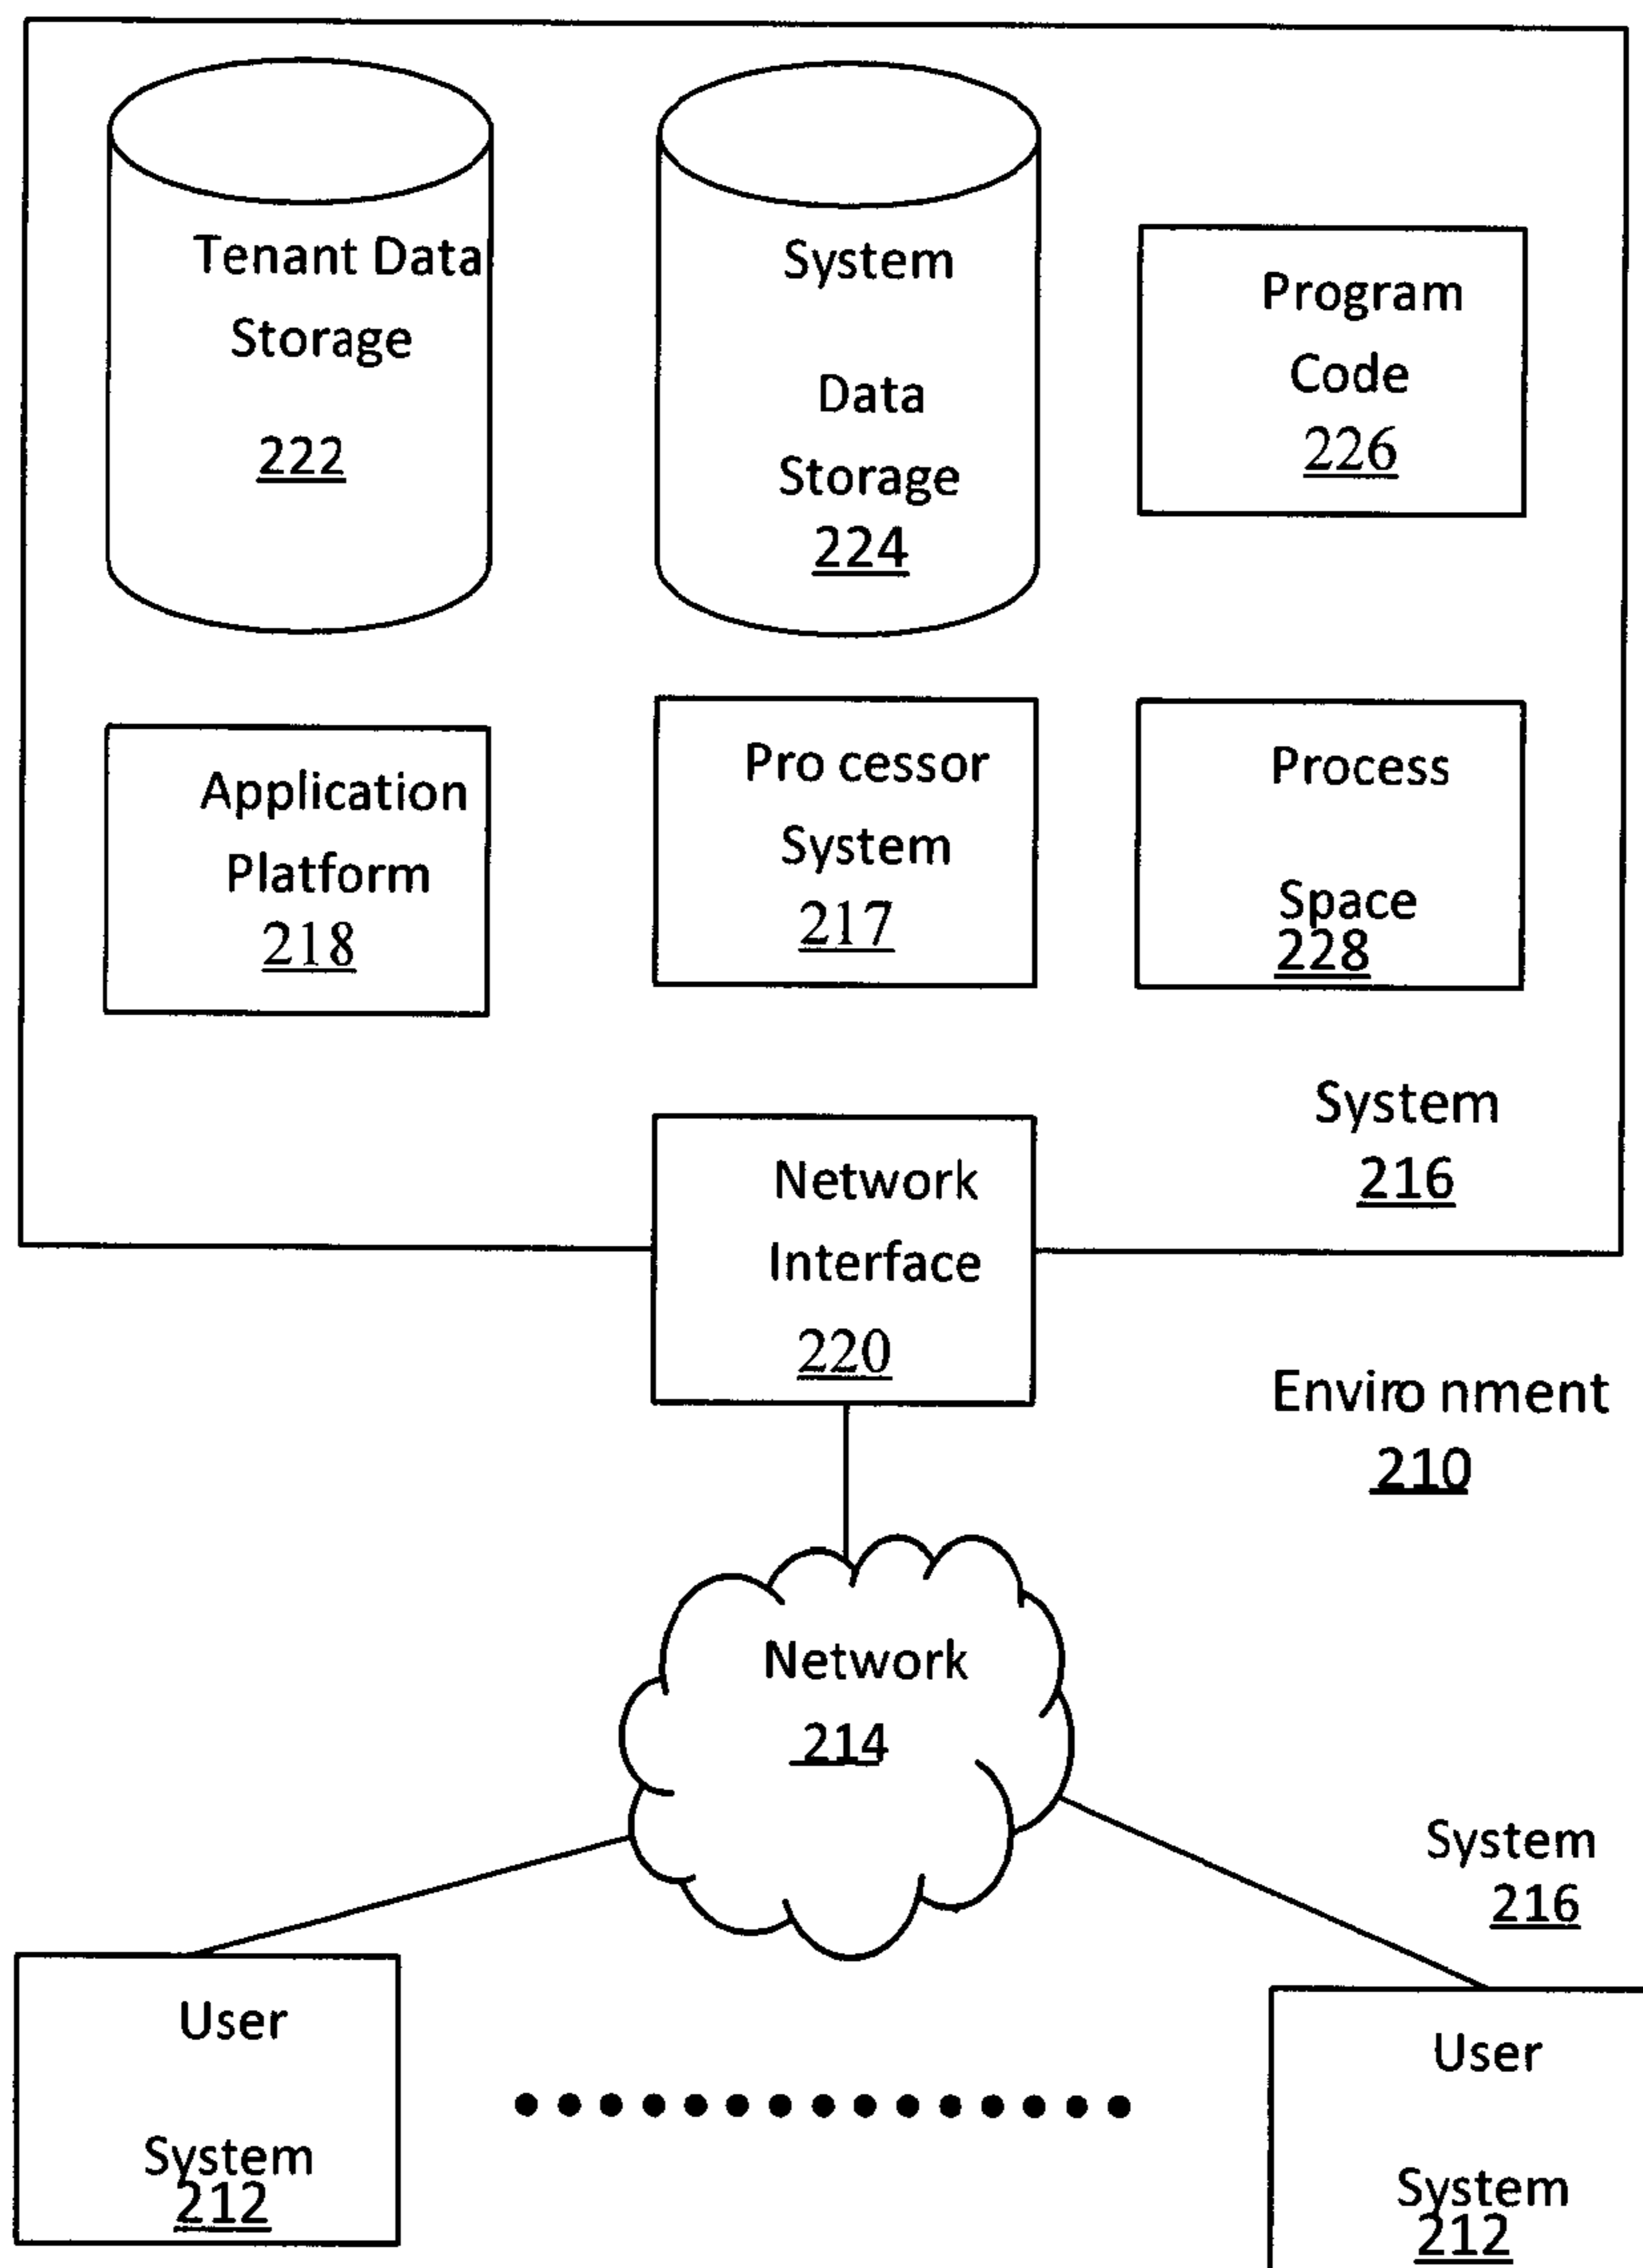 Tenant Data
Storage
222
System
Data
Storage
224
Program
Code
226
Application
Platform
218
Pro cessor
System
217
Process
Space
228
System
216
Network
Interface
220
Enviro nment
210
Network
214
System
216
User
System
212
User
System
212